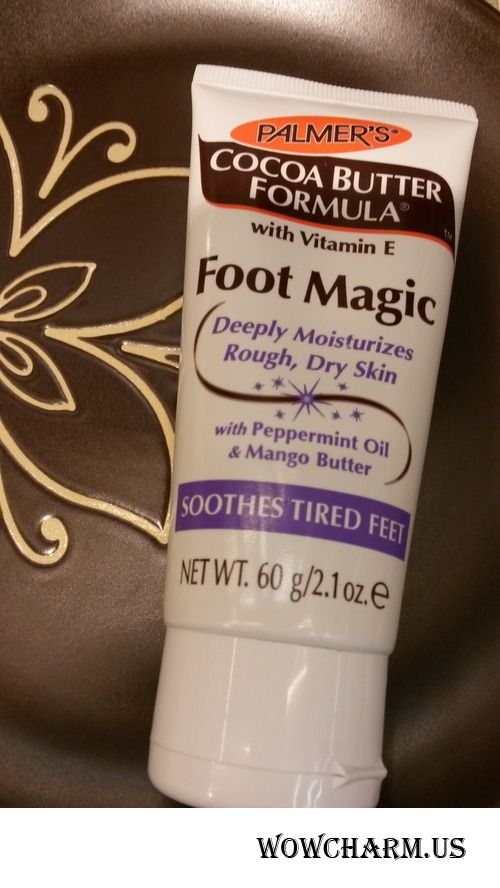 PALMER'S®
COCOA BUTTER
FORMULA®
TM
with Vitamin E
Foot Magic
Deeply Moisturizes
Rough, Dry Skin
with Peppermint Oil
& Mango Butter
SOOTHES TIRED FEET
NET WT. 60 g/2.1 oz. e
WOWCHARM.US